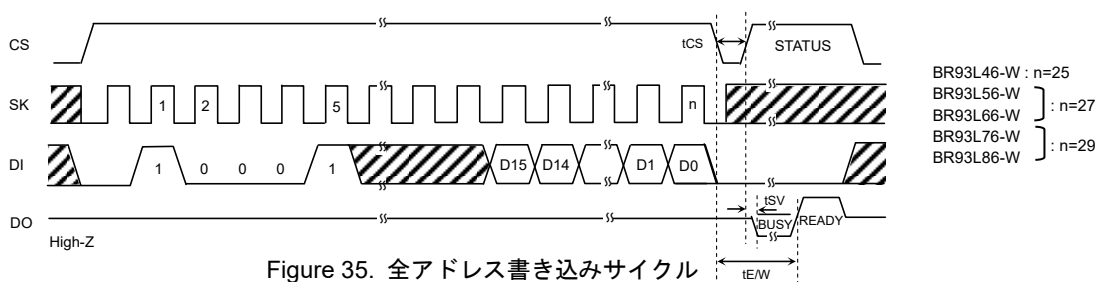 CS
tCS
STATUS
BR93L46-W : n=25
BR93L56-W
BR93L66-W
: n=27
BR93L76-W
BR93L86-W
: n=29
SK
1 2 5 n
DI
1 0 0 0 1 D15 D14 D1 D0
tSV
DO
BUSY READY
High-Z
tE/W
Figure 35. 全アドレス書き込みサイクル